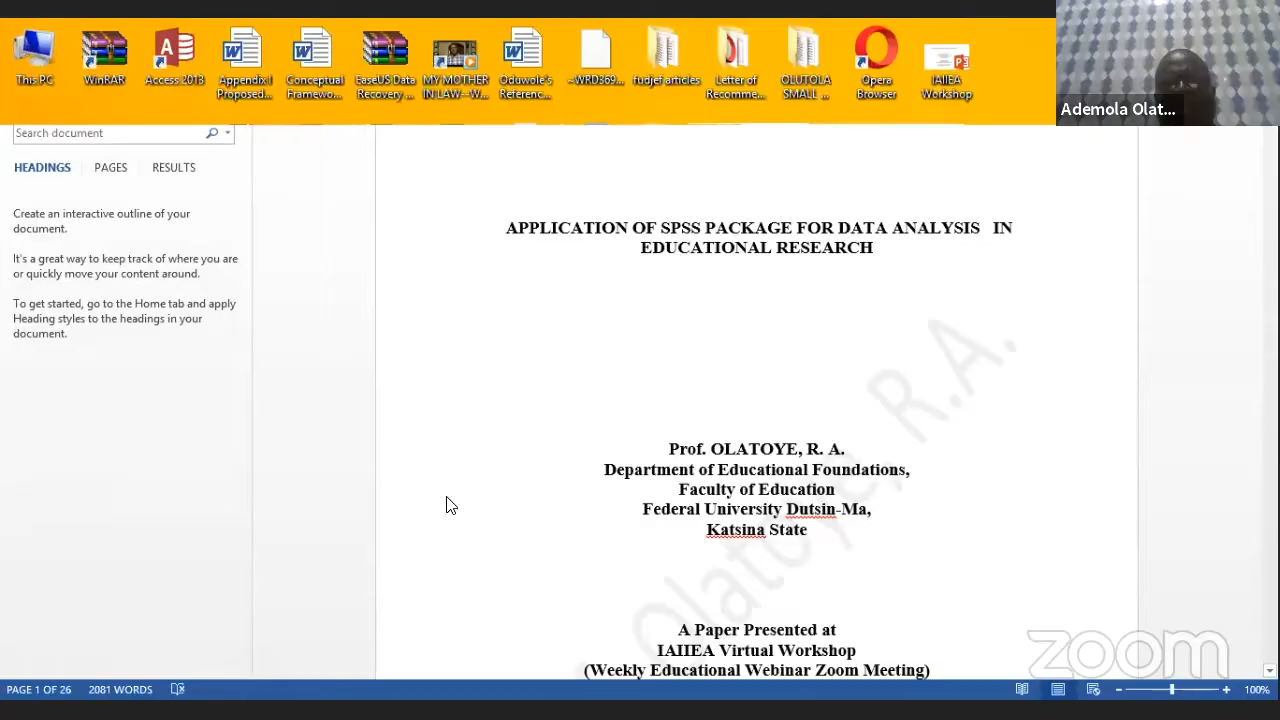 This PC
WinRAR
Access 2013
Appendix I Proposed...
Conceptual Framewo...
EaseUS Data Recovery ...
MY MOTHER IN LAW--W...
Oduwole's Referenc...
~WRD369...
fudjef articles
Letter of Recomme...
OLUTOLA SMALL ...
Opera Browser
IAIIEA Workshop
Ademola Olat...
Search document
HEADINGS PAGES RESULTS
Create an interactive outline of your
document.
It's a great way to keep track of where you are
or quickly move your content around.
To get started, go to the Home tab and apply
Heading styles to the headings in your
document.
APPLICATION OF SPSS PACKAGE FOR DATA ANALYSIS IN
EDUCATIONAL RESEARCH
Prof. OLATOYE, R. A.
Department of Educational Foundations,
Faculty of Education
Federal University Dutsin-Ma,
Katsina State
A Paper Presented at
IAIIEA Virtual Workshop
(Weekly Educational Webinar Zoom Meeting)
Olatoye, R.A.
zoom
PAGE 1 OF 26 2081 WORDS 100%